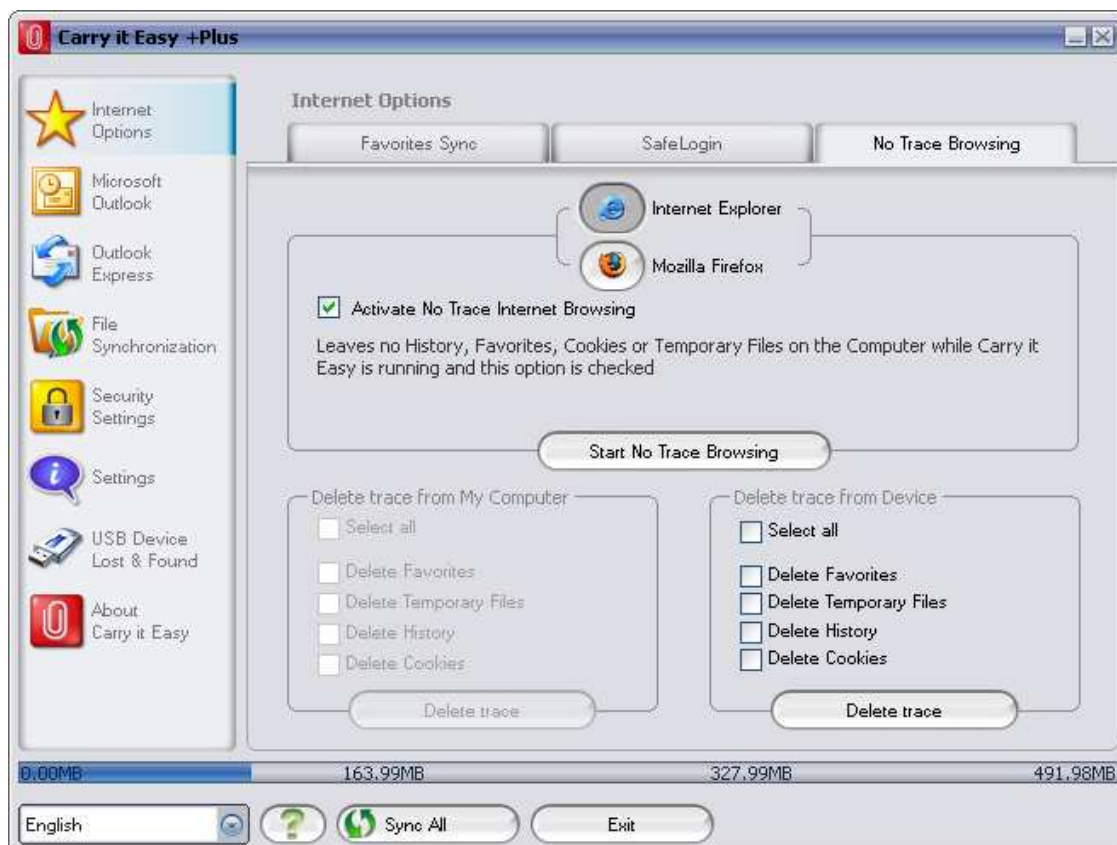 Carry it Easy +Plus
Internet
Options
Microsoft
Outlook
Outlook
Express
File
Synchronization
Security
Settings
Settings
USB Device
Lost & Found
About
Carry it Easy
Internet Options
Favorites Sync
SafeLogin
No Trace Browsing
Internet Explorer
Mozilla Firefox
Activate No Trace Internet Browsing
Leaves no History, Favorites, Cookies or Temporary Files on the Computer while Carry it
Easy is running and this option is checked
Start No Trace Browsing
Delete trace from My Computer
Select all
Delete Favorites
Delete Temporary Files
Delete History
Delete Cookies
Delete trace
Delete trace from Device
Select all
Delete Favorites
Delete Temporary Files
Delete History
Delete Cookies
Delete trace
0.00MB
163.99MB
327.99MB
491.98MB
English
?
Sync All
Exit